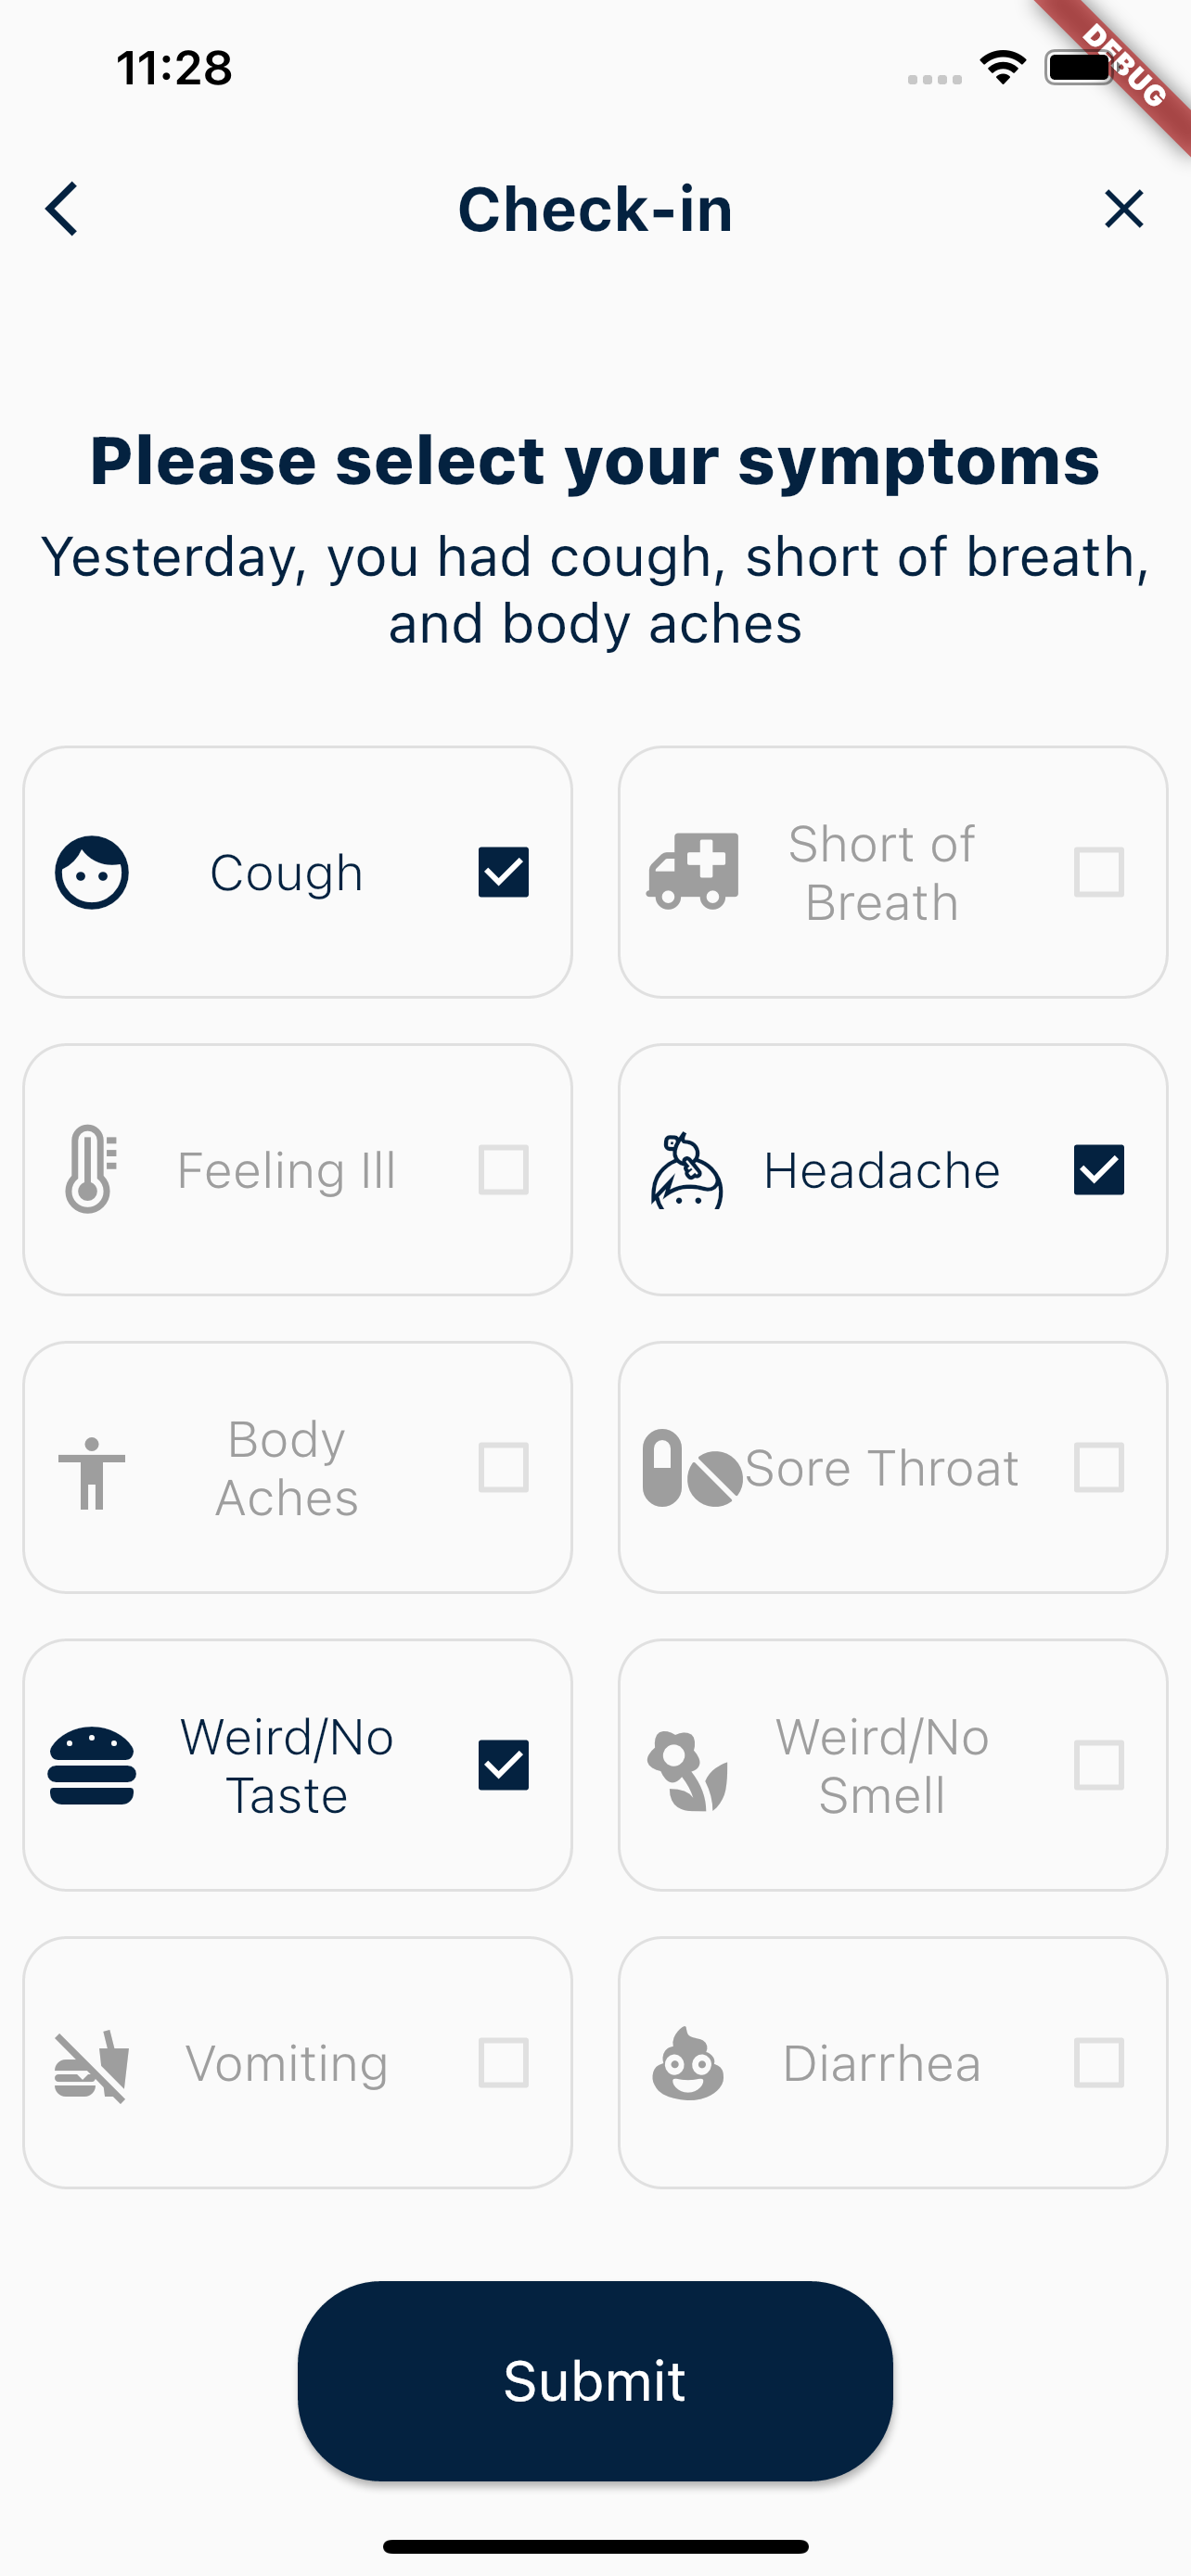 11:28
DEBUG
Check-in
Please select your symptoms
Yesterday, you had cough, short of breath,
and body aches
Cough
Short of
Breath
Feeling Ill
Headache
Body
Aches
Sore Throat
Weird/No
Taste
Weird/No
Smell
Vomiting
Diarrhea
Submit